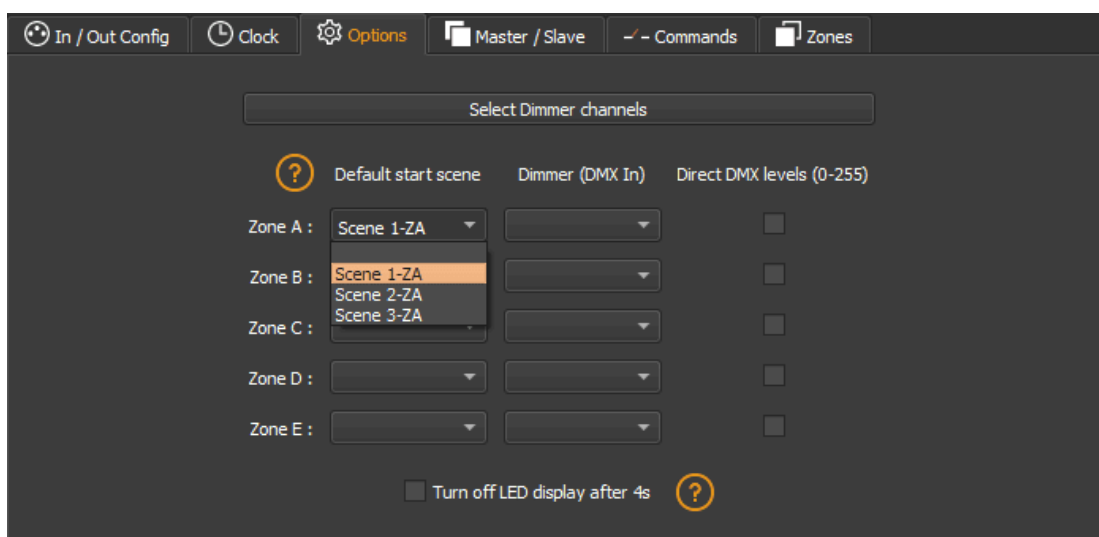 In / Out Config Clock Options Master / Slave Commands Zones
Select Dimmer channels
? Default start scene Dimmer (DMX In) Direct DMX levels (0-255)
Zone A : Scene 1-ZA
Zone B : Scene 1-ZA
Scene 2-ZA
Zone C : Scene 3-ZA
Zone D :
Zone E :
Turn off LED display after 4s ?